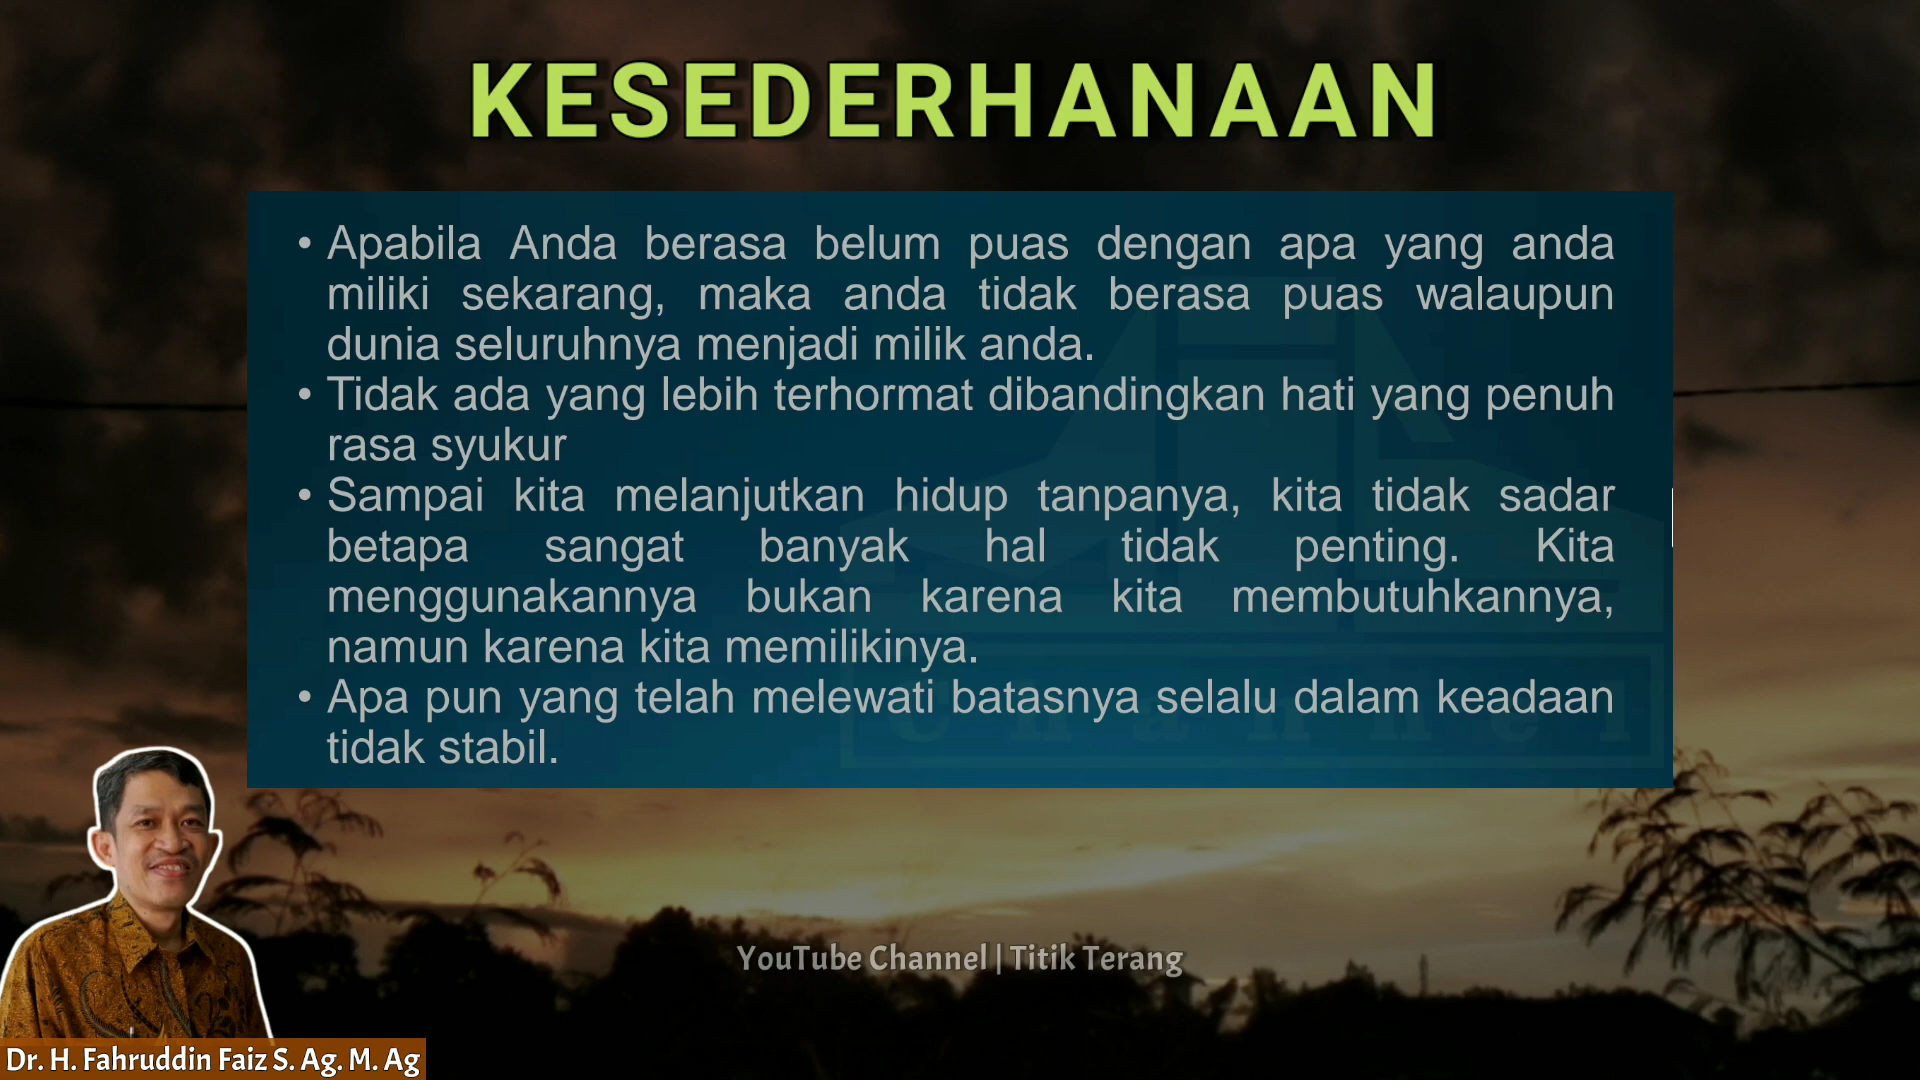 KESEDERHANAAN
• Apabila Anda berasa belum puas dengan apa yang anda
miliki sekarang, maka anda tidak berasa puas walaupun
dunia seluruhnya menjadi milik anda.
• Tidak ada yang lebih terhormat dibandingkan hati yang penuh
rasa syukur
• Sampai kita melanjutkan hidup tanpanya, kita tidak sadar
betapa sangat banyak hal tidak penting. Kita
menggunakannya bukan karena kita membutuhkannya,
namun karena kita memilikinya.
• Apa pun yang telah melewati batasnya selalu dalam keadaan
tidak stabil.
Channel
YouTube Channel | Titik Terang
Dr. H. Fahruddin Faiz S. Ag. M. Ag